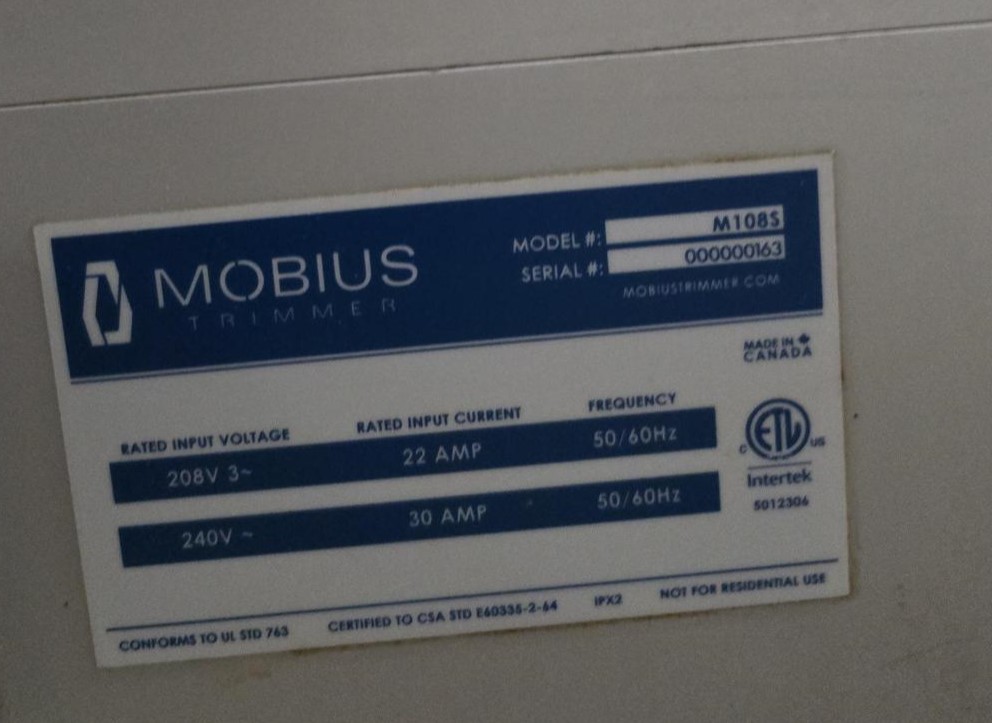 MOBIUS
TRIMMER
MODEL #: M108S
SERIAL #: 000000163
MOBIUSTRIMMER.COM
MADE IN
CANADA
RATED INPUT VOLTAGE RATED INPUT CURRENT FREQUENCY
208V 3~ 22 AMP 50/60Hz
240V ~ 30 AMP 50/60Hz
C ETL US
Intertek
5012306
CONFORMS TO UL STD 763 CERTIFIED TO CSA STD E60335-2-64 IPX2 NOT FOR RESIDENTIAL USE